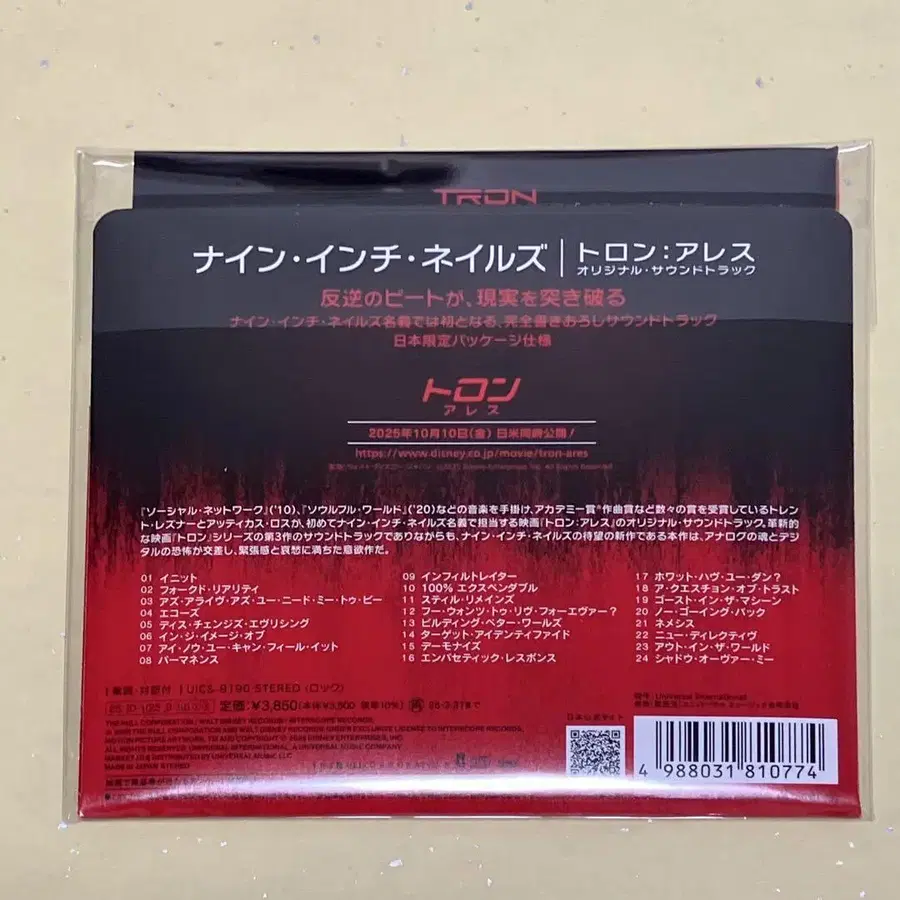 TRON
ナイン・インチ・ネイルズ
トロン：アレス
オリジナル・サウンドトラック
反逆のビートが、現実を突き破る
ナイン・インチ・ネイルズ名義では初となる、完全書きおろしサウンドトラック
日本限定パッケージ仕様
トロン
アレス
2025年10月10日(金) 日米同時公開！
https://www.disney.co.jp/movie/tron-ares
『ソーシャル・ネットワーク』('10)、『ソウルフル・ワールド』('20)などの音楽を手掛け、アカデミー賞®作曲賞など数々の賞を受賞しているトレン
ト・レズナーとアッティカス・ロスが、初めてナイン・インチ・ネイルズ名義で担当する映画『トロン：アレス』のオリジナル・サウンドトラック。革新的
な映画『トロン』シリーズの第3作のサウンドトラックでありながらも、ナイン・インチ・ネイルズの待望の新作である本作は、アナログの魂とデジ
タルの恐怖が交差し、緊張感と哀愁に満ちた意欲作だ。
01 イニット
02 フォークド・リアリティ
03 アズ・アライヴ・アズ・ユー・ニード・ミー・トゥ・ビー
04 エコーズ
05 ディス・チェンジズ・エヴリシング
06 イン・ジ・イメージ・オブ
07 アイ・ノウ・ユー・キャン・フィール・イット
08 パーマネンス
09 インフィルトレイター
10 100% エクスペンダブル
11 スティル・リメインズ
12 フー・ウォンツ・トゥ・リヴ・フォーエヴァー？
13 ビルディング・ベター・ワールズ
14 ターゲット・アイデンティファイド
15 デーモナイズ
16 エンパセティック・レスポンス
17 ホワット・ハヴ・ユー・ダン？
18 ア・クエスチョン・オブ・トラスト
19 ゴースト・イン・ザ・マシーン
20 ノー・ゴーイング・バック
21 ネメシス
22 ニュー・ディレクティヴ
23 アウト・イン・ザ・ワールド
24 シャドウ・オーヴァー・ミー
歌詞・対訳付 UICS-9190 STEREO (ロック)
定価：¥3,850 (本体¥3,500 税率10%) 再 26・3・31まで
発売・Universal International
4 988031 810774